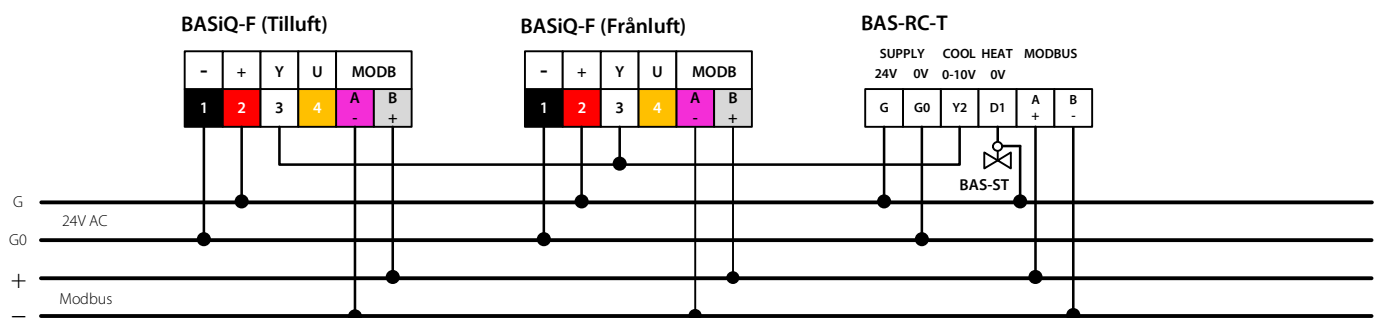 BASiQ-F (Tilluft)
- + Y U MODB
1 2 3 4 A - B +
BASiQ-F (Frånluft)
- + Y U MODB
1 2 3 4 A - B +
BAS-RC-T
SUPPLY COOL HEAT MODBUS
24V 0V 0-10V 0V
G G0 Y2 D1 A + B -
BAS-ST
G
24V AC
G0
+
Modbus
−